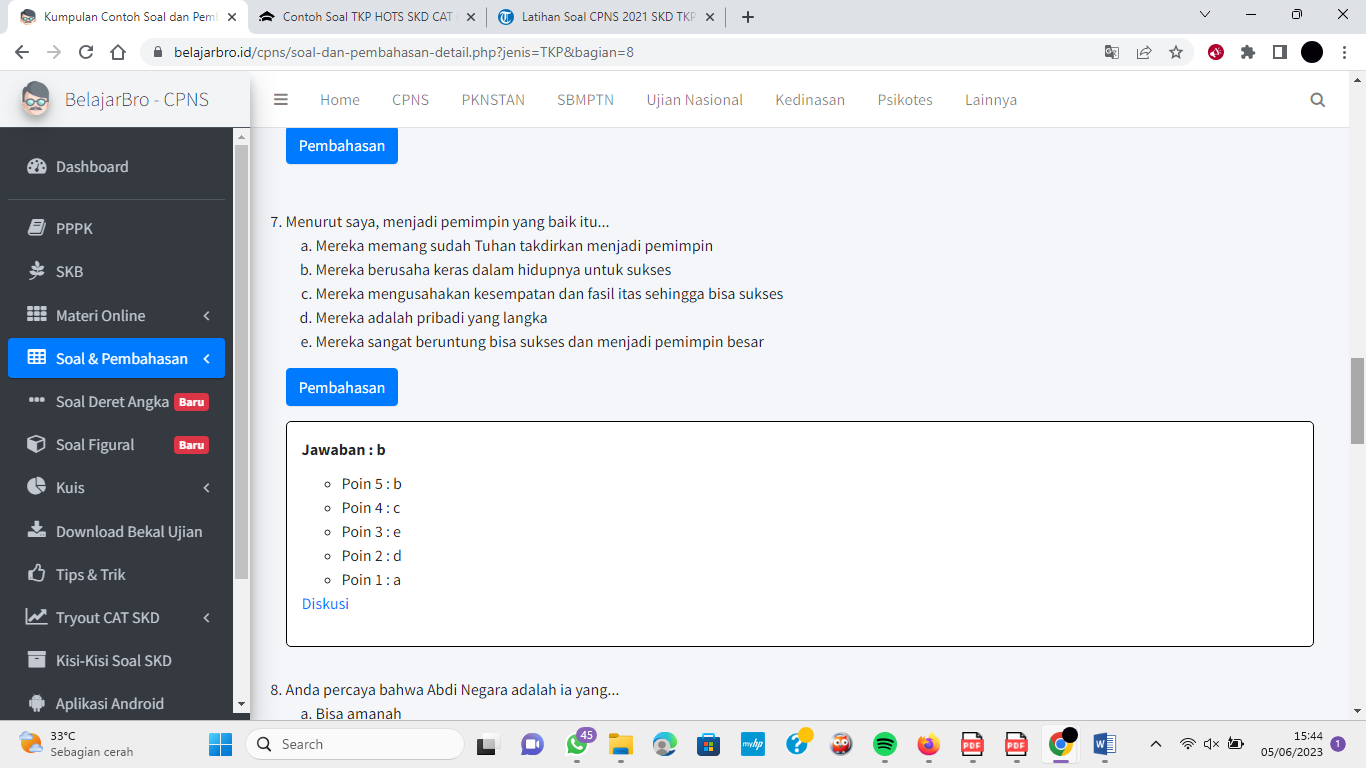 Kumpulan Contoh Soal dan Pemb
Contoh Soal TKP HOTS SKD CAT
Latihan Soal CPNS 2021 SKD TKP
belajarbro.id/cpns/soal-dan-pembahasan-detail.php?jenis=TKP&bagian=8
BelajarBro - CPNS
Home CPNS PKNSTAN SBMPTN Ujian Nasional Kedinasan Psikotes Lainnya
Dashboard
PPPK
SKB
Materi Online
Soal & Pembahasan
Soal Deret Angka Baru
Soal Figural Baru
Kuis
Download Bekal Ujian
Tips & Trik
Tryout CAT SKD
Kisi-Kisi Soal SKD
Aplikasi Android
Pembahasan
7. Menurut saya, menjadi pemimpin yang baik itu...
a. Mereka memang sudah Tuhan takdirkan menjadi pemimpin
b. Mereka berusaha keras dalam hidupnya untuk sukses
c. Mereka mengusahakan kesempatan dan fasil itas sehingga bisa sukses
d. Mereka adalah pribadi yang langka
e. Mereka sangat beruntung bisa sukses dan menjadi pemimpin besar
Pembahasan
Jawaban : b
Poin 5 : b
Poin 4 : c
Poin 3 : e
Poin 2 : d
Poin 1 : a
Diskusi
8. Anda percaya bahwa Abdi Negara adalah ia yang...
a. Bisa amanah
33°C
Sebagian cerah
Search
45
myhp
PDF
PDF
15:44
05/06/2023
1